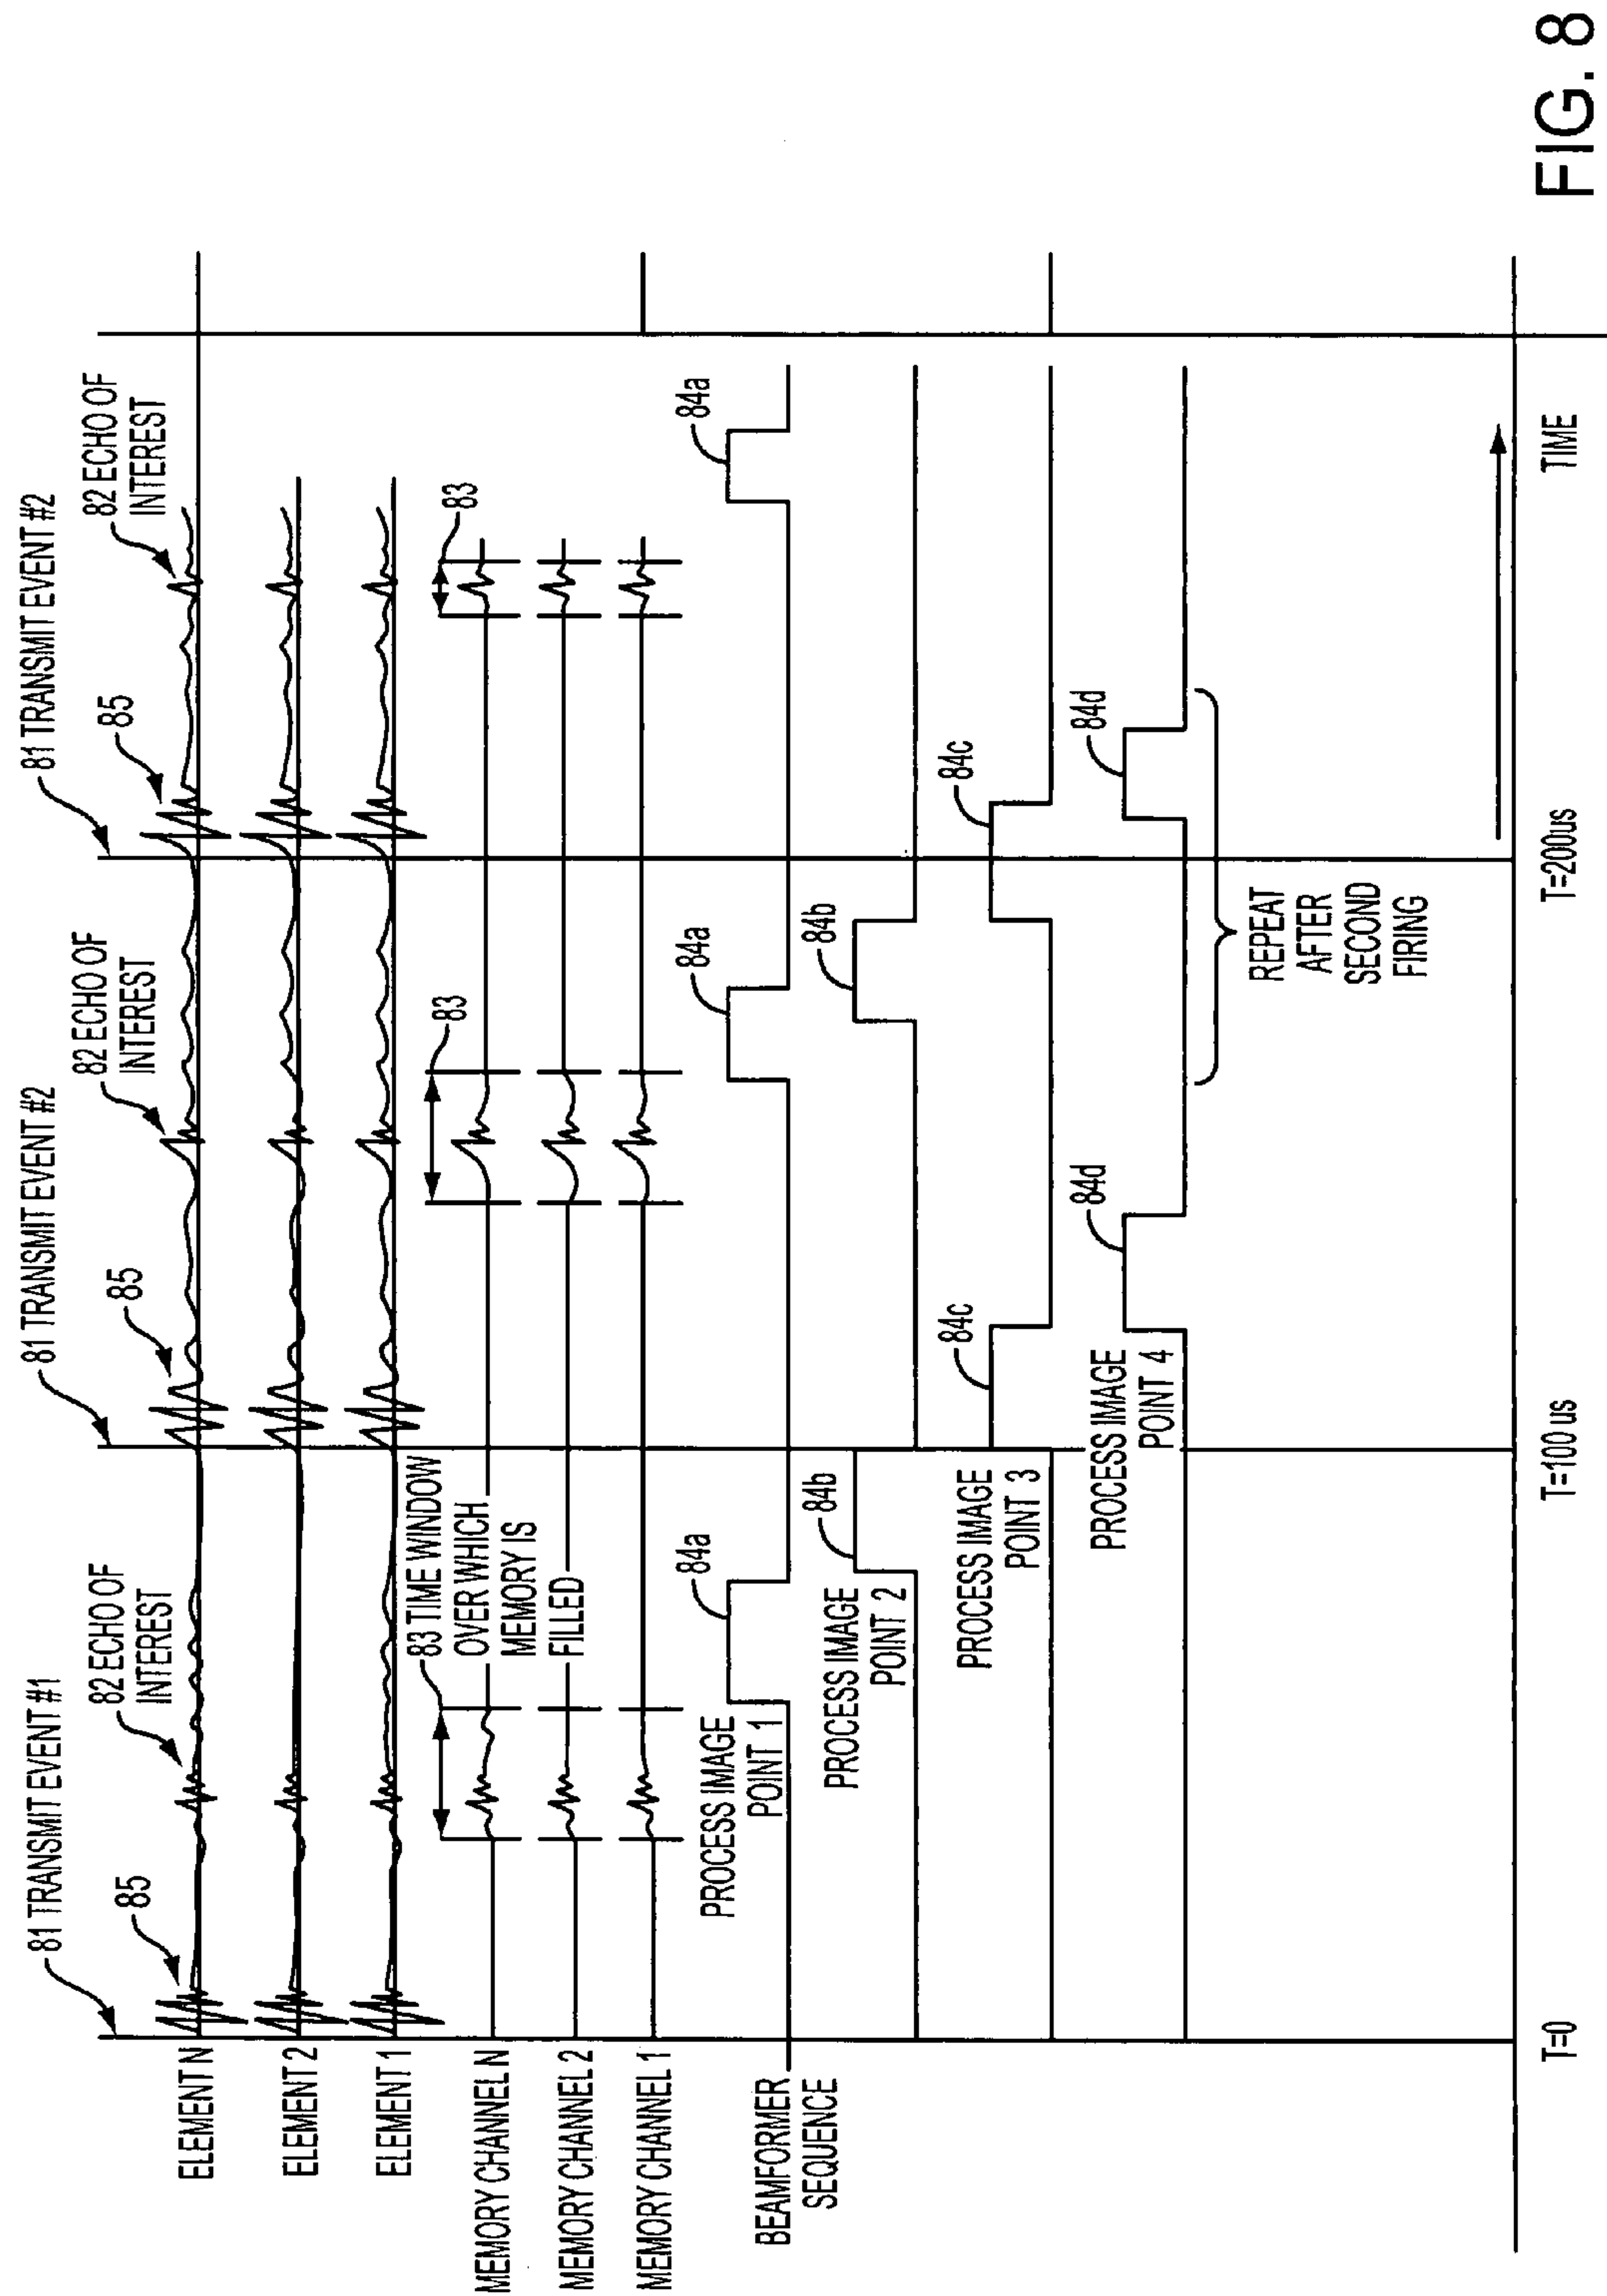 81 TRANSMIT EVENT #1
81 TRANSMIT EVENT #2
81 TRANSMIT EVENT #2
85
82 ECHO OF
INTEREST
85
82 ECHO OF
INTEREST
85
82 ECHO OF
INTEREST
ELEMENT N
ELEMENT 2
ELEMENT 1
83 TIME WINDOW
OVER WHICH
MEMORY IS
FILLED
83
83
MEMORY CHANNEL N
MEMORY CHANNEL 2
MEMORY CHANNEL 1
BEAMFORMER
SEQUENCE
PROCESS IMAGE
POINT 1
84a
84a
84a
PROCESS IMAGE
POINT 2
84b
84b
PROCESS IMAGE
POINT 3
84c
84c
PROCESS IMAGE
POINT 4
84d
84d
REPEAT
AFTER
SECOND
FIRING
T=0
T=100 us
T=200us
TIME
FIG. 8